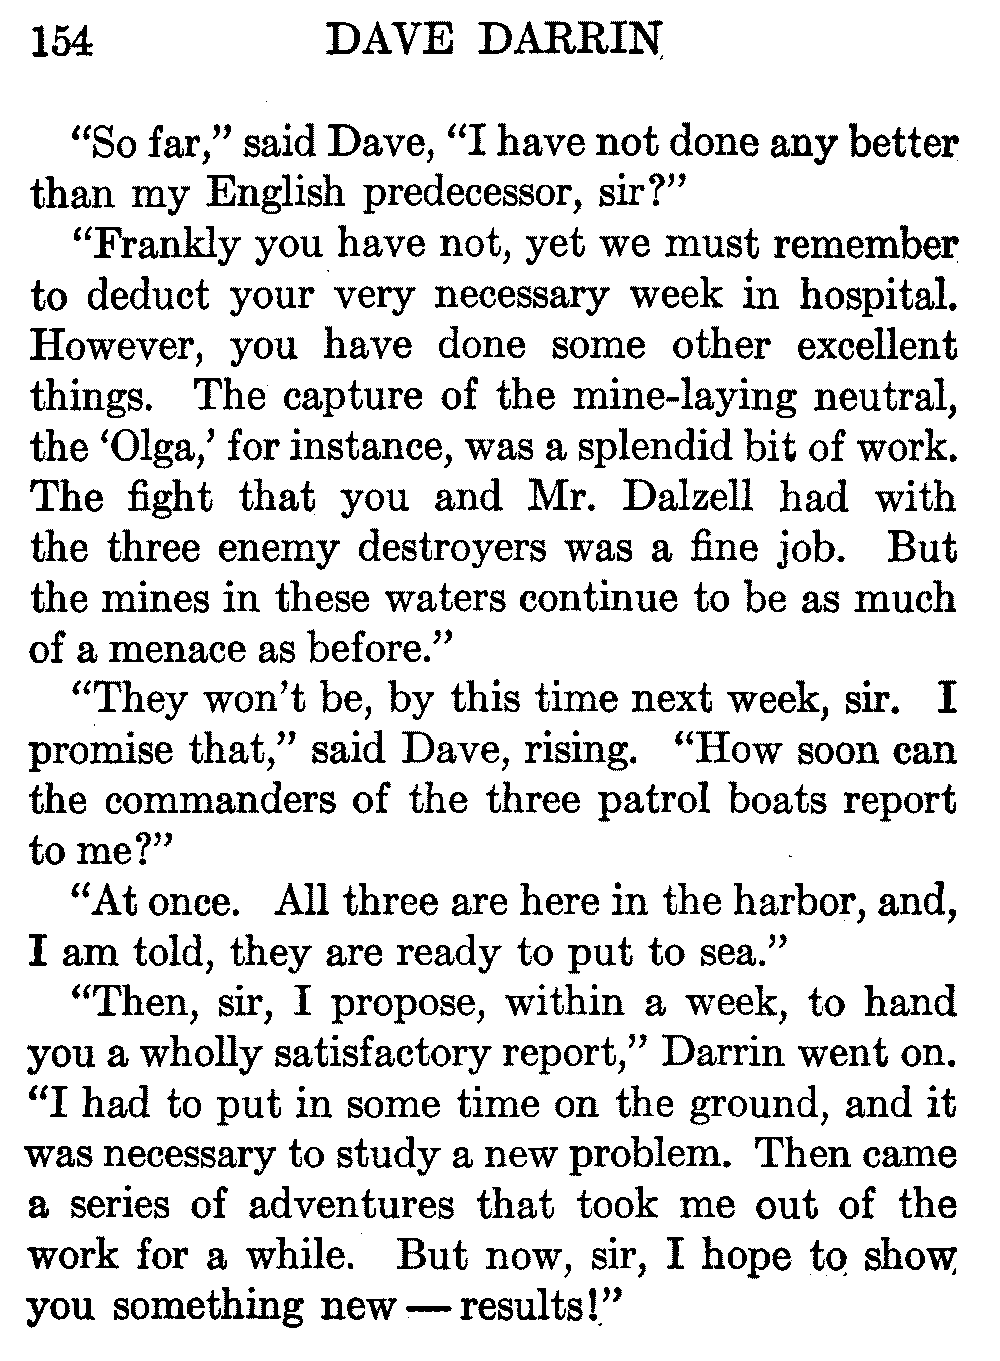 154 DAVE DARRIN
“So far,” said Dave, “I have not done any better
than my English predecessor, sir?”
“Frankly you have not, yet we must remember
to deduct your very necessary week in hospital.
However, you have done some other excellent
things. The capture of the mine-laying neutral,
the ‘Olga,’ for instance, was a splendid bit of work.
The fight that you and Mr. Dalzell had with
the three enemy destroyers was a fine job. But
the mines in these waters continue to be as much
of a menace as before.”
“They won’t be, by this time next week, sir. I
promise that,” said Dave, rising. “How soon can
the commanders of the three patrol boats report
to me?”
“At once. All three are here in the harbor, and,
I am told, they are ready to put to sea.”
“Then, sir, I propose, within a week, to hand
you a wholly satisfactory report,” Darrin went on.
“I had to put in some time on the ground, and it
was necessary to study a new problem. Then came
a series of adventures that took me out of the
work for a while. But now, sir, I hope to show
you something new — results!”